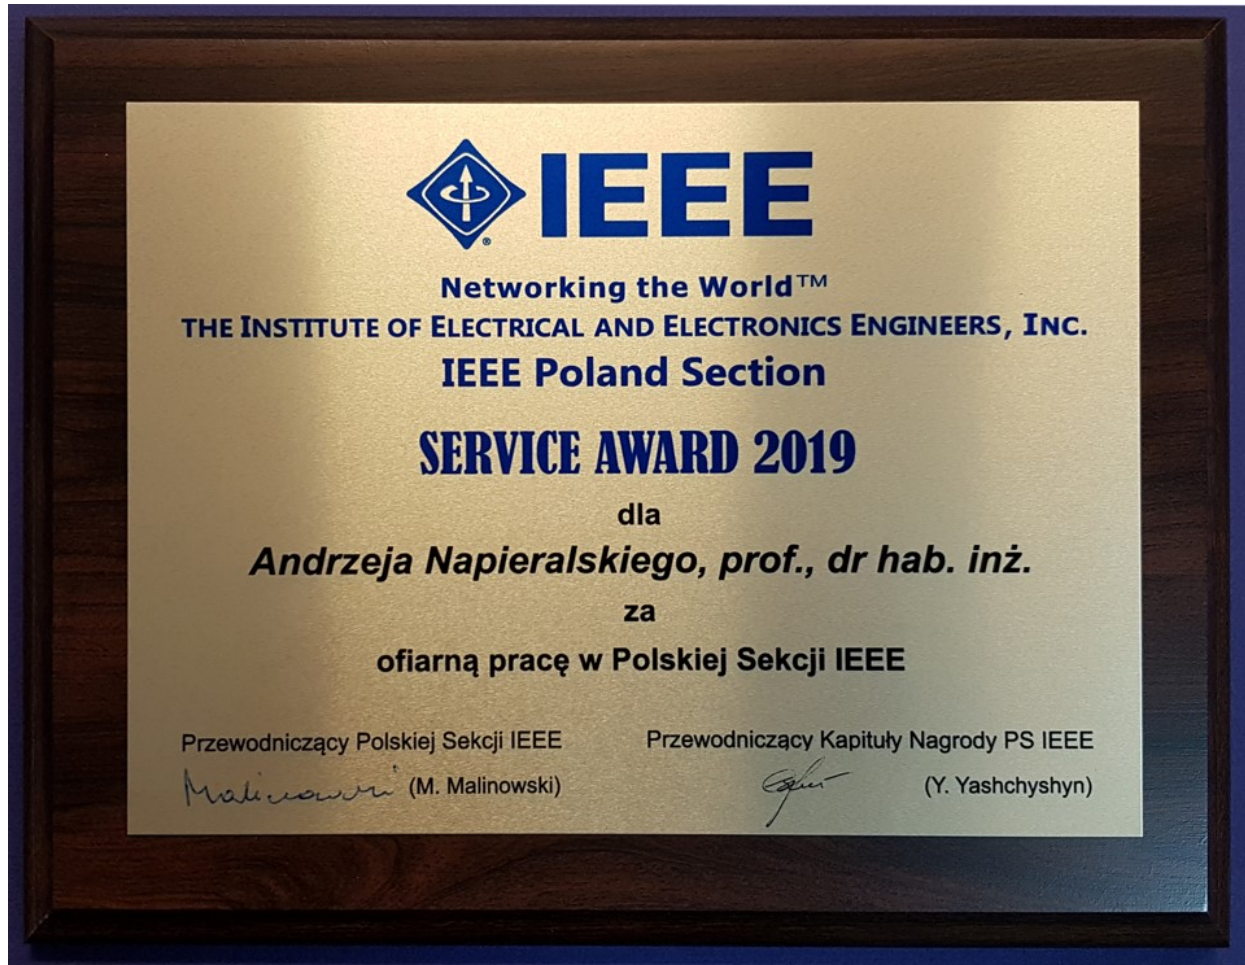 IEEE
Networking the World™
THE INSTITUTE OF ELECTRICAL AND ELECTRONICS ENGINEERS, INC.
IEEE Poland Section
SERVICE AWARD 2019
dla
Andrzeja Napieralskiego, prof., dr hab. inż.
za
ofiarną pracę w Polskiej Sekcji IEEE
Przewodniczący Polskiej Sekcji IEEE Przewodniczący Kapituły Nagrody PS IEEE
Malinowski (M. Malinowski) (Y. Yashchyshyn)